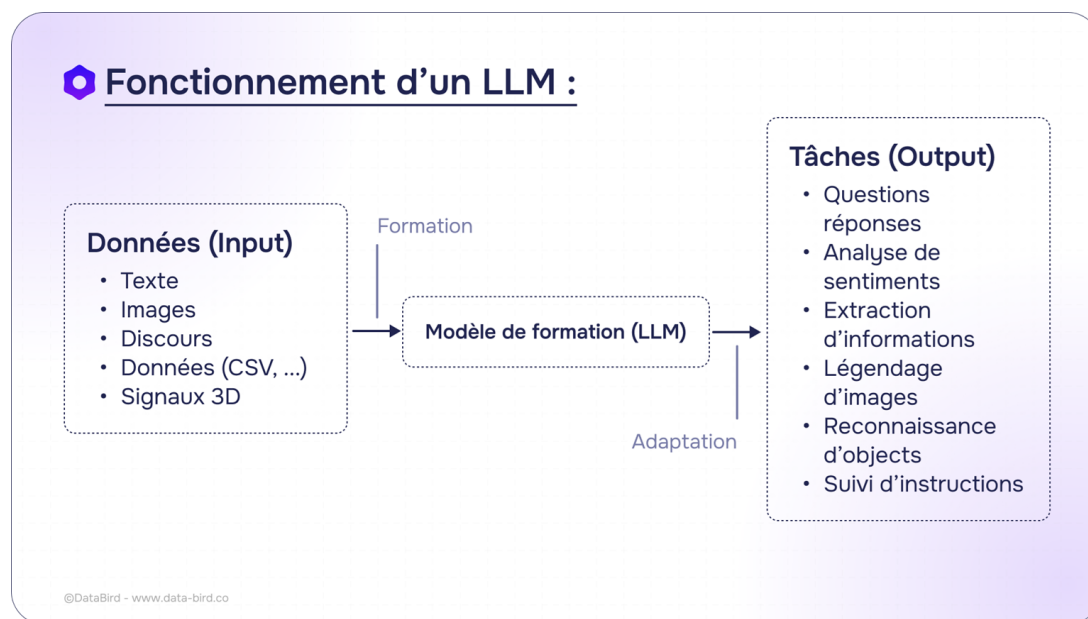 Fonctionnement d’un LLM :
Données (Input)
• Texte
• Images
• Discours
• Données (CSV, ...)
• Signaux 3D
Formation
Modèle de formation (LLM)
Adaptation
Tâches (Output)
• Questions
réponses
• Analyse de
sentiments
• Extraction
d’informations
• Légendage
d’images
• Reconnaissance
d’objects
• Suivi d’instructions
©DataBird - www.data-bird.co